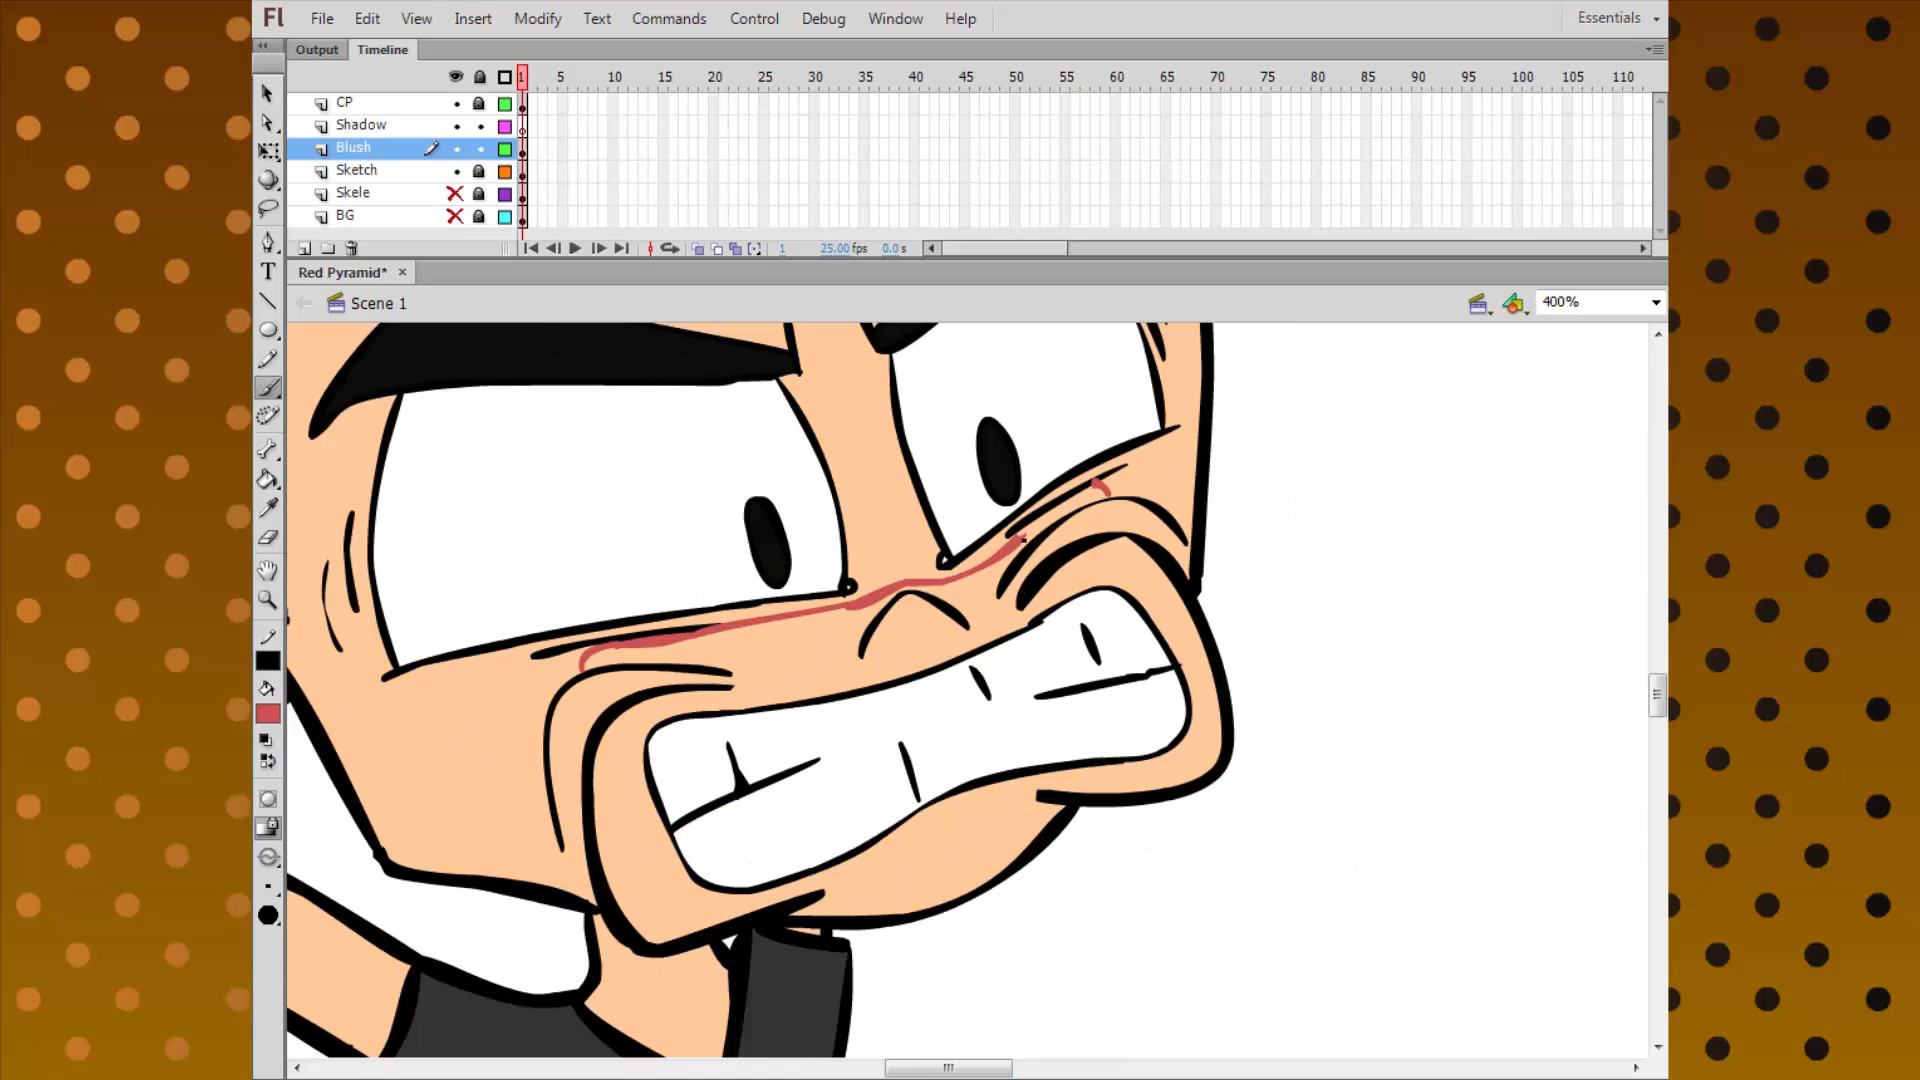 Fl File Edit View Insert Modify Text Commands Control Debug Window Help Essentials
Output Timeline
1 5 10 15 20 25 30 35 40 45 50 55 60 65 70 75 80 85 90 95 100 105 110
CP
Shadow
Blush
Sketch
Skele
BG
1 25.00 fps 0.0 s
Red Pyramid*
Scene 1 400%
T